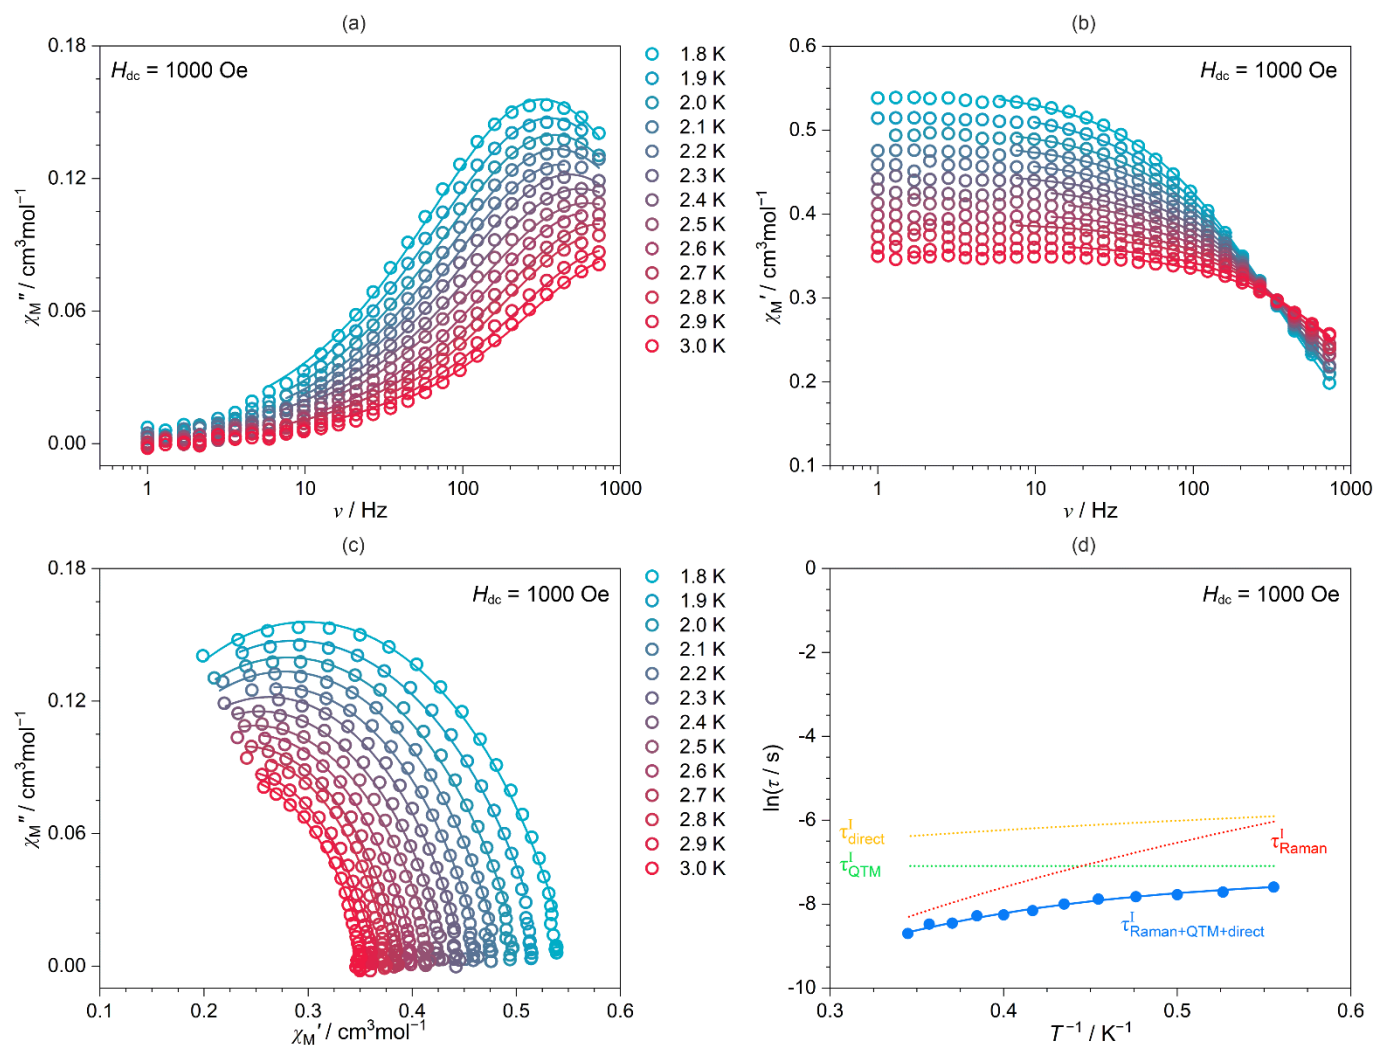 (a)
0.18
0.12
0.06
0.00
χM″ / cm³mol⁻¹
1
10
100
1000
ν / Hz
Hdc = 1000 Oe
1.8 K
1.9 K
2.0 K
2.1 K
2.2 K
2.3 K
2.4 K
2.5 K
2.6 K
2.7 K
2.8 K
2.9 K
3.0 K
(b)
0.6
0.5
0.4
0.3
0.2
0.1
χM′ / cm³mol⁻¹
1
10
100
1000
ν / Hz
Hdc = 1000 Oe
(c)
0.18
0.12
0.06
0.00
χM″ / cm³mol⁻¹
0.1
0.2
0.3
0.4
0.5
0.6
χM′ / cm³mol⁻¹
Hdc = 1000 Oe
1.8 K
1.9 K
2.0 K
2.1 K
2.2 K
2.3 K
2.4 K
2.5 K
2.6 K
2.7 K
2.8 K
2.9 K
3.0 K
(d)
0
-2
-4
-6
-8
-10
ln(τ / s)
0.3
0.4
0.5
0.6
T⁻¹ / K⁻¹
Hdc = 1000 Oe
τᴵdirect
τᴵQTM
τᴵRaman
τᴵRaman+QTM+direct